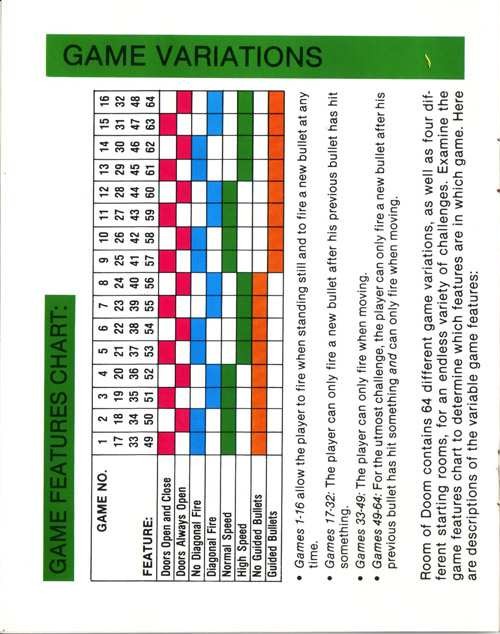 GAME VARIATIONS
GAME FEATURES CHART:
GAME NO. 1 2 3 4 5 6 7 8 9 10 11 12 13 14 15 16
17 18 19 20 21 22 23 24 25 26 27 28 29 30 31 32
33 34 35 36 37 38 39 40 41 42 43 44 45 46 47 48
FEATURE: 49 50 51 52 53 54 55 56 57 58 59 60 61 62 63 64
Doors Open and Close
Doors Always Open
No Diagonal Fire
Diagonal Fire
Normal Speed
High Speed
No Guided Bullets
Guided Bullets
• Games 1-16 allow the player to fire when standing still and to fire a new bullet at any
time.
• Games 17-32: The player can only fire a new bullet after his previous bullet has hit
something.
• Games 33-49: The player can only fire when moving.
• Games 49-64: For the utmost challenge, the player can only fire a new bullet after his
previous bullet has hit something and can only fire when moving.
Room of Doom contains 64 different game variations, as well as four dif-
ferent starting rooms, for an endless variety of challenges. Examine the
game features chart to determine which features are in which game. Here
are descriptions of the variable game features: